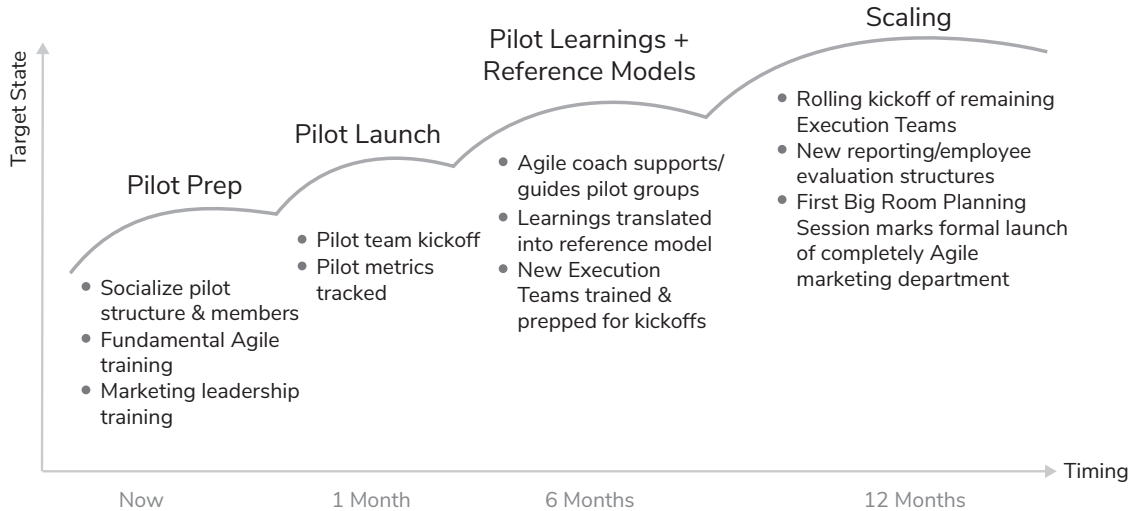 Target State
Pilot Prep
Socialize pilot
structure & members
Fundamental Agile
training
Marketing leadership
training
Pilot Launch
Pilot team kickoff
Pilot metrics
tracked
Pilot Learnings +
Reference Models
Agile coach supports/
guides pilot groups
Learnings translated
into reference model
New Execution
Teams trained &
prepped for kickoffs
Scaling
Rolling kickoff of remaining
Execution Teams
New reporting/employee
evaluation structures
First Big Room Planning
Session marks formal launch
of completely Agile
marketing department
Timing
Now
1 Month
6 Months
12 Months